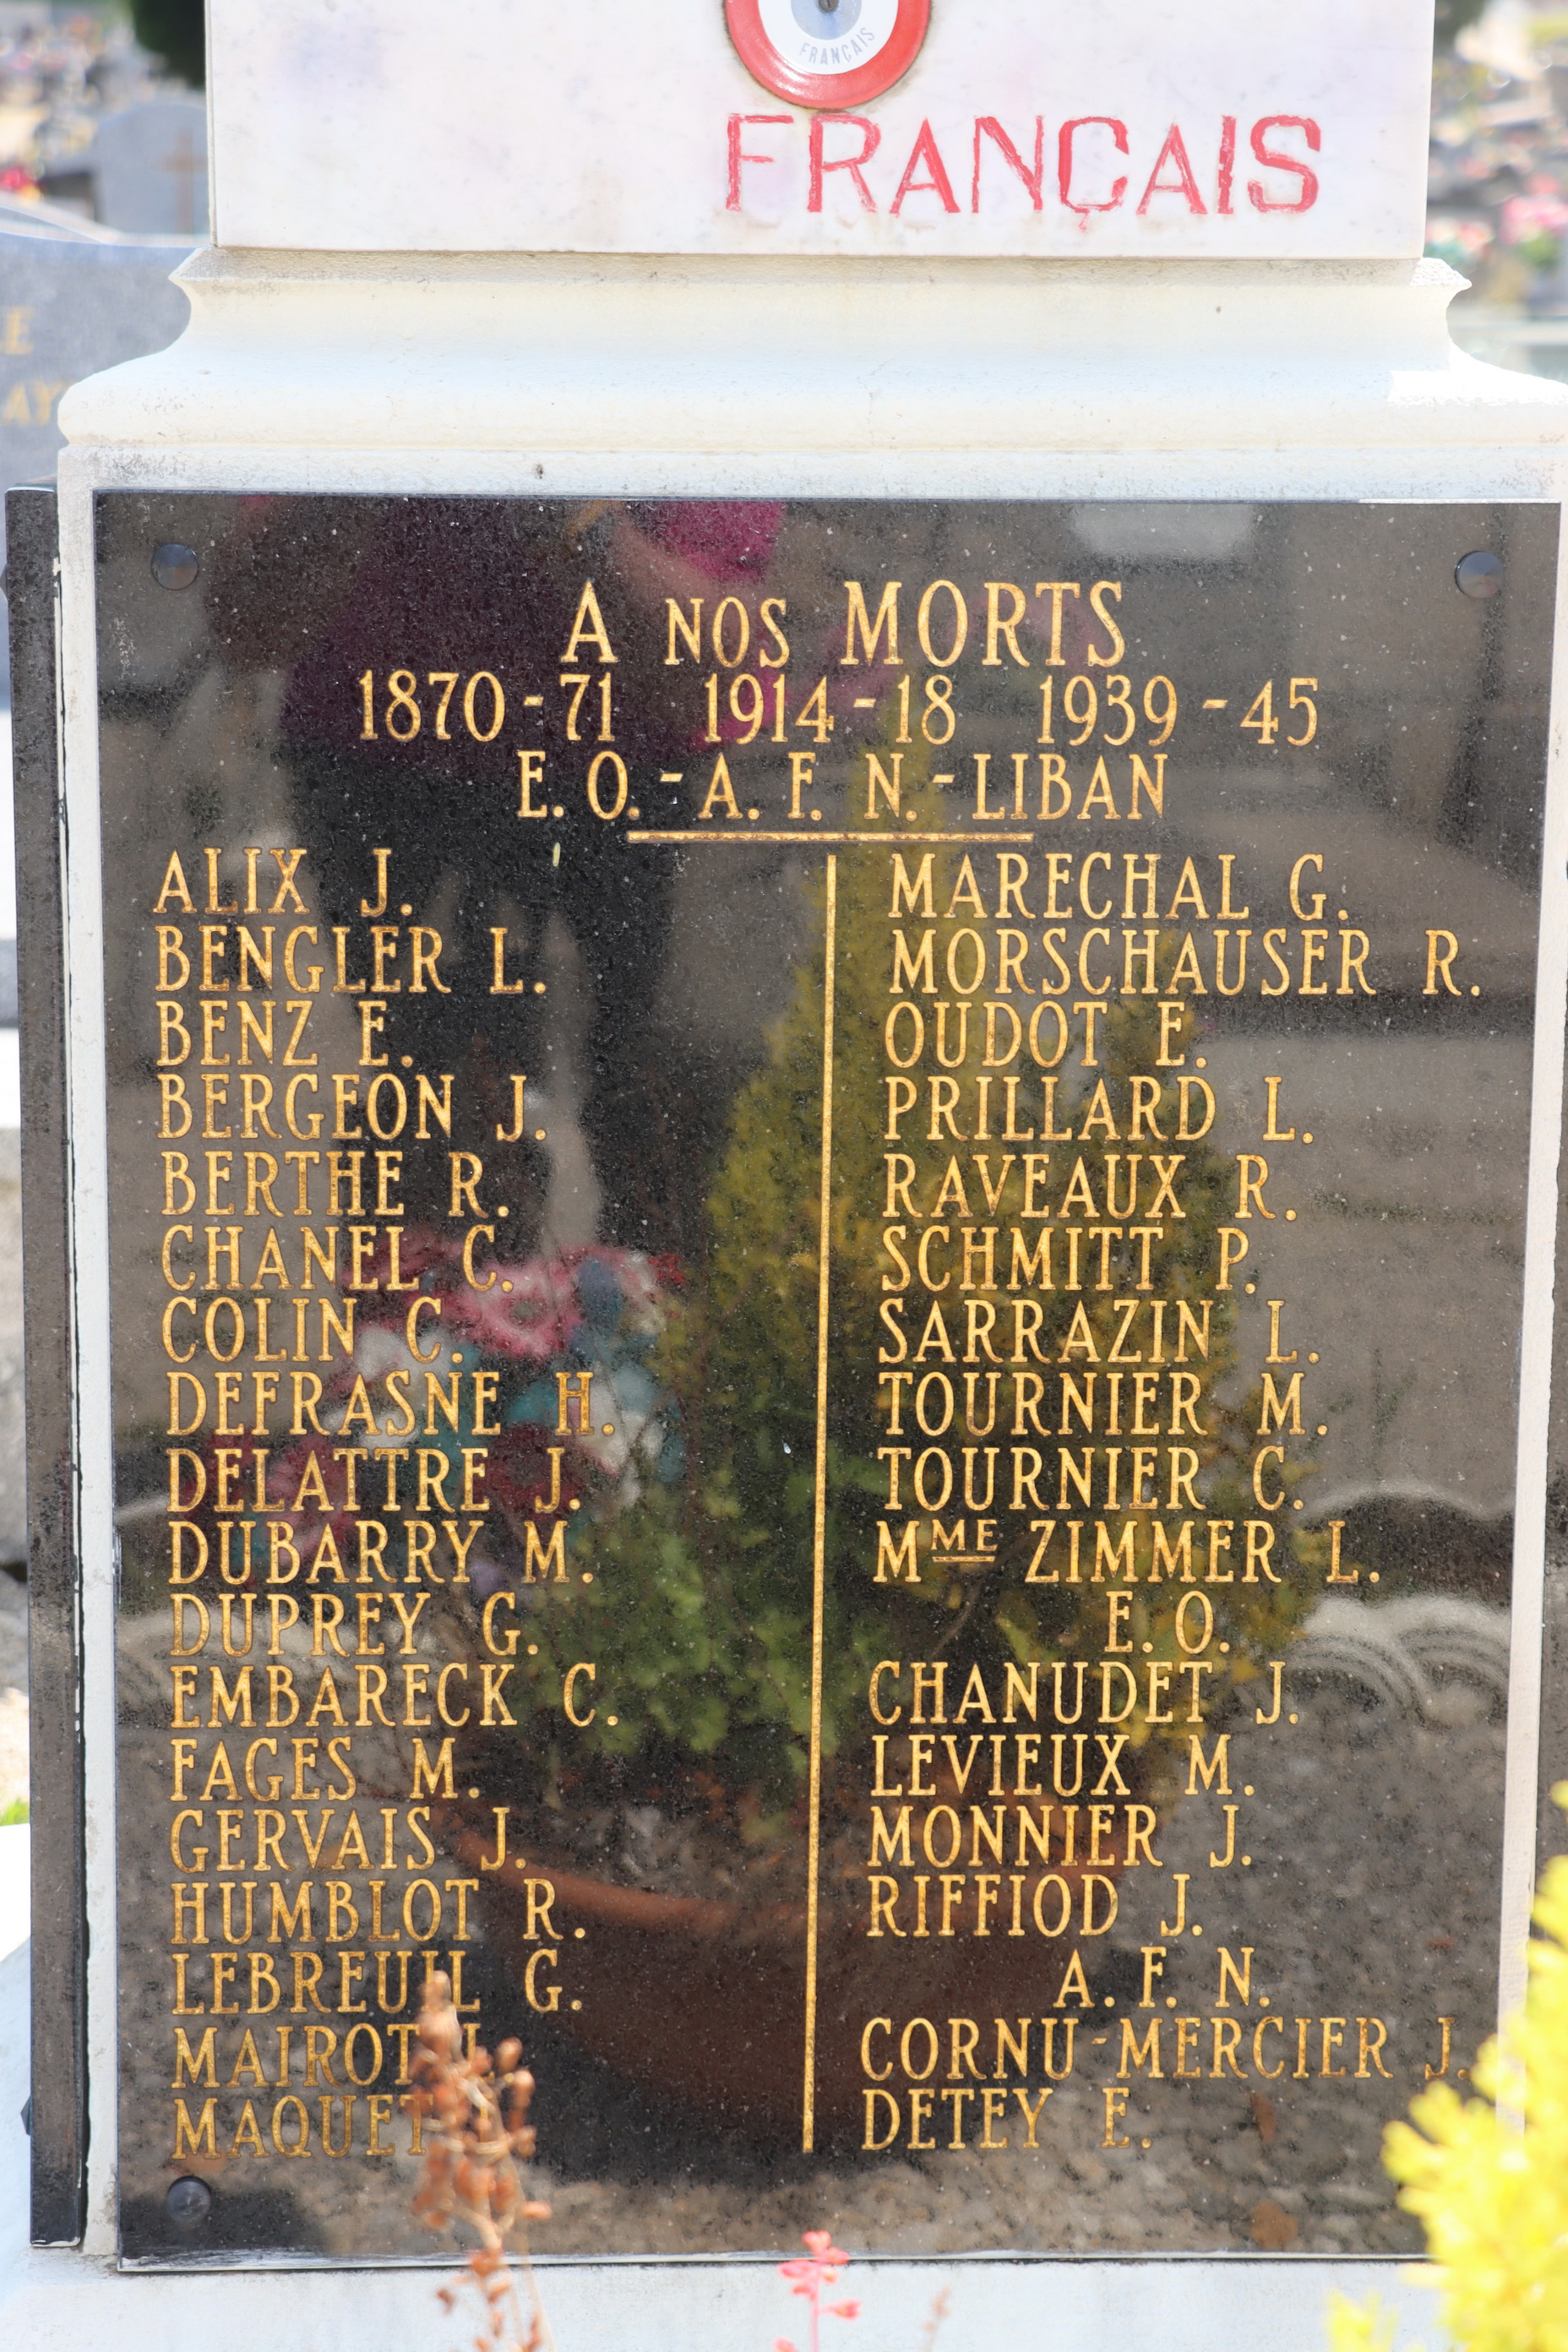 FRANÇAIS
FRANÇAIS
A NOS MORTS
1870-71 1914-18 1939-45
E. O. - A. F. N. - LIBAN
ALIX J.
BENGLER L.
BENZ E.
BERGEON J.
BERTHE R.
CHANEL C.
COLIN C.
DEFRASNE H.
DELATTRE J.
DUBARRY M.
DUPREY G.
EMBARECK C.
FAGES M.
GERVAIS J.
HUMBLOT R.
LEBREUIL G.
MAIROT
MAQUET
MARECHAL G.
MORSCHAUSER R.
OUDOT E.
PRILLARD L.
RAVEAUX R.
SCHMITT P.
SARRAZIN L.
TOURNIER M.
TOURNIER C.
MME ZIMMER L.
E. O.
CHANUDET J.
LEVIEUX M.
MONNIER J.
RIFFIOD J.
A. F. N.
CORNU-MERCIER J.
DETEY E.